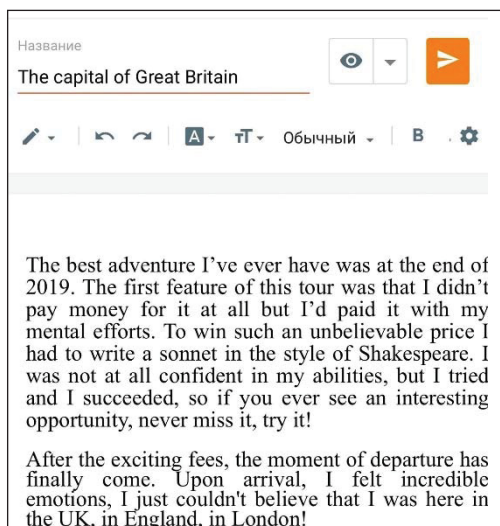 Название
The capital of Great Britain
A
тT
Обычный
B
The best adventure I’ve ever have was at the end of
2019. The first feature of this tour was that I didn’t
pay money for it at all but I’d paid it with my
mental efforts. To win such an unbelievable price I
had to write a sonnet in the style of Shakespeare. I
was not at all confident in my abilities, but I tried
and I succeeded, so if you ever see an interesting
opportunity, never miss it, try it!
After the exciting fees, the moment of departure has
finally come. Upon arrival, I felt incredible
emotions, I just couldn't believe that I was here in
the UK, in England, in London!